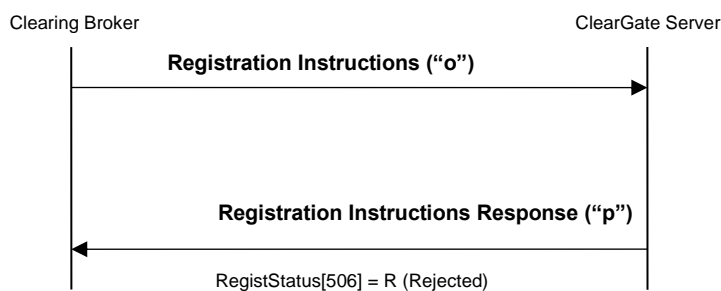 Clearing Broker
ClearGate Server
Registration Instructions (“o”)
Registration Instructions Response (“p”)
RegistStatus[506] = R (Rejected)